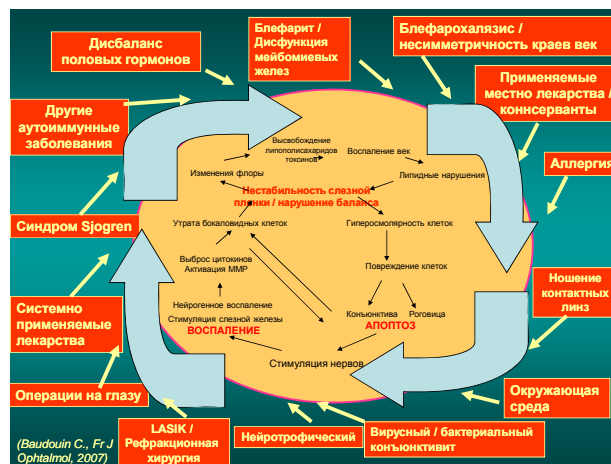 Блефарит /
Дисфункция
мейбомиевых
желез
Блефарохалязис /
несимметричность краев век
Дисбаланс
половых гормонов
Применяемые
местно лекарства /
коннсерванты
Другие
аутоиммунные
заболевания
Аллергия
Синдром Sjogren
Ношение
контактных
линз
Системно
применяемые
лекарства
Операции на глазу
Окружающая
среда
LASIK /
Рефракционная
хирургия
Нейротрофический
Вирусный / бактериальный
конъюнктивит
(Baudouin C., Fr J
Ophtalmol, 2007)
Высвобождение
липополисахаридов
токсинов
Воспаление век
Изменения флоры
Липидные нарушения
Нестабильность слезной
плнки / нарушение баланса
Утрата бокаловидных клеток
Гиперосмолярность клеток
Выброс цитокинов
Активация ММР
Повреждение клеток
Нейрогенное воспаление
Стимуляция слезной железы
ВОСПАЛЕНИЕ
Конъюнктива
Роговица
АПОПТОЗ
Стимуляция нервов